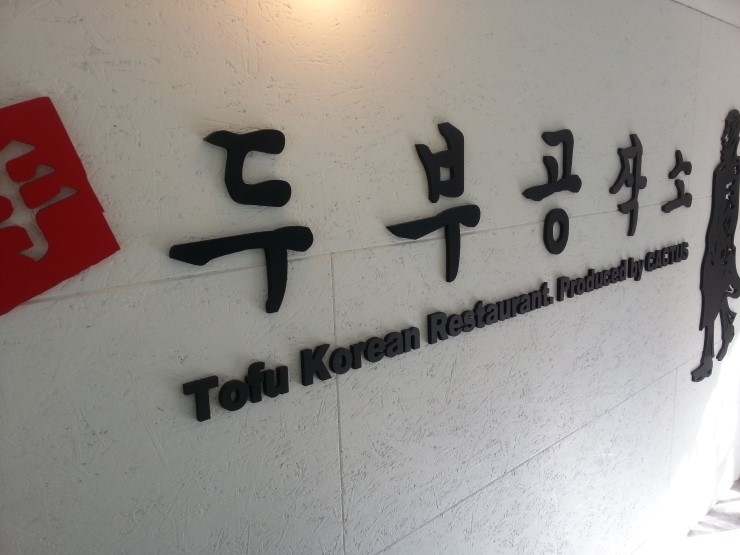 두부공작소
Tofu Korean Restaurant. Produced by CACTUS